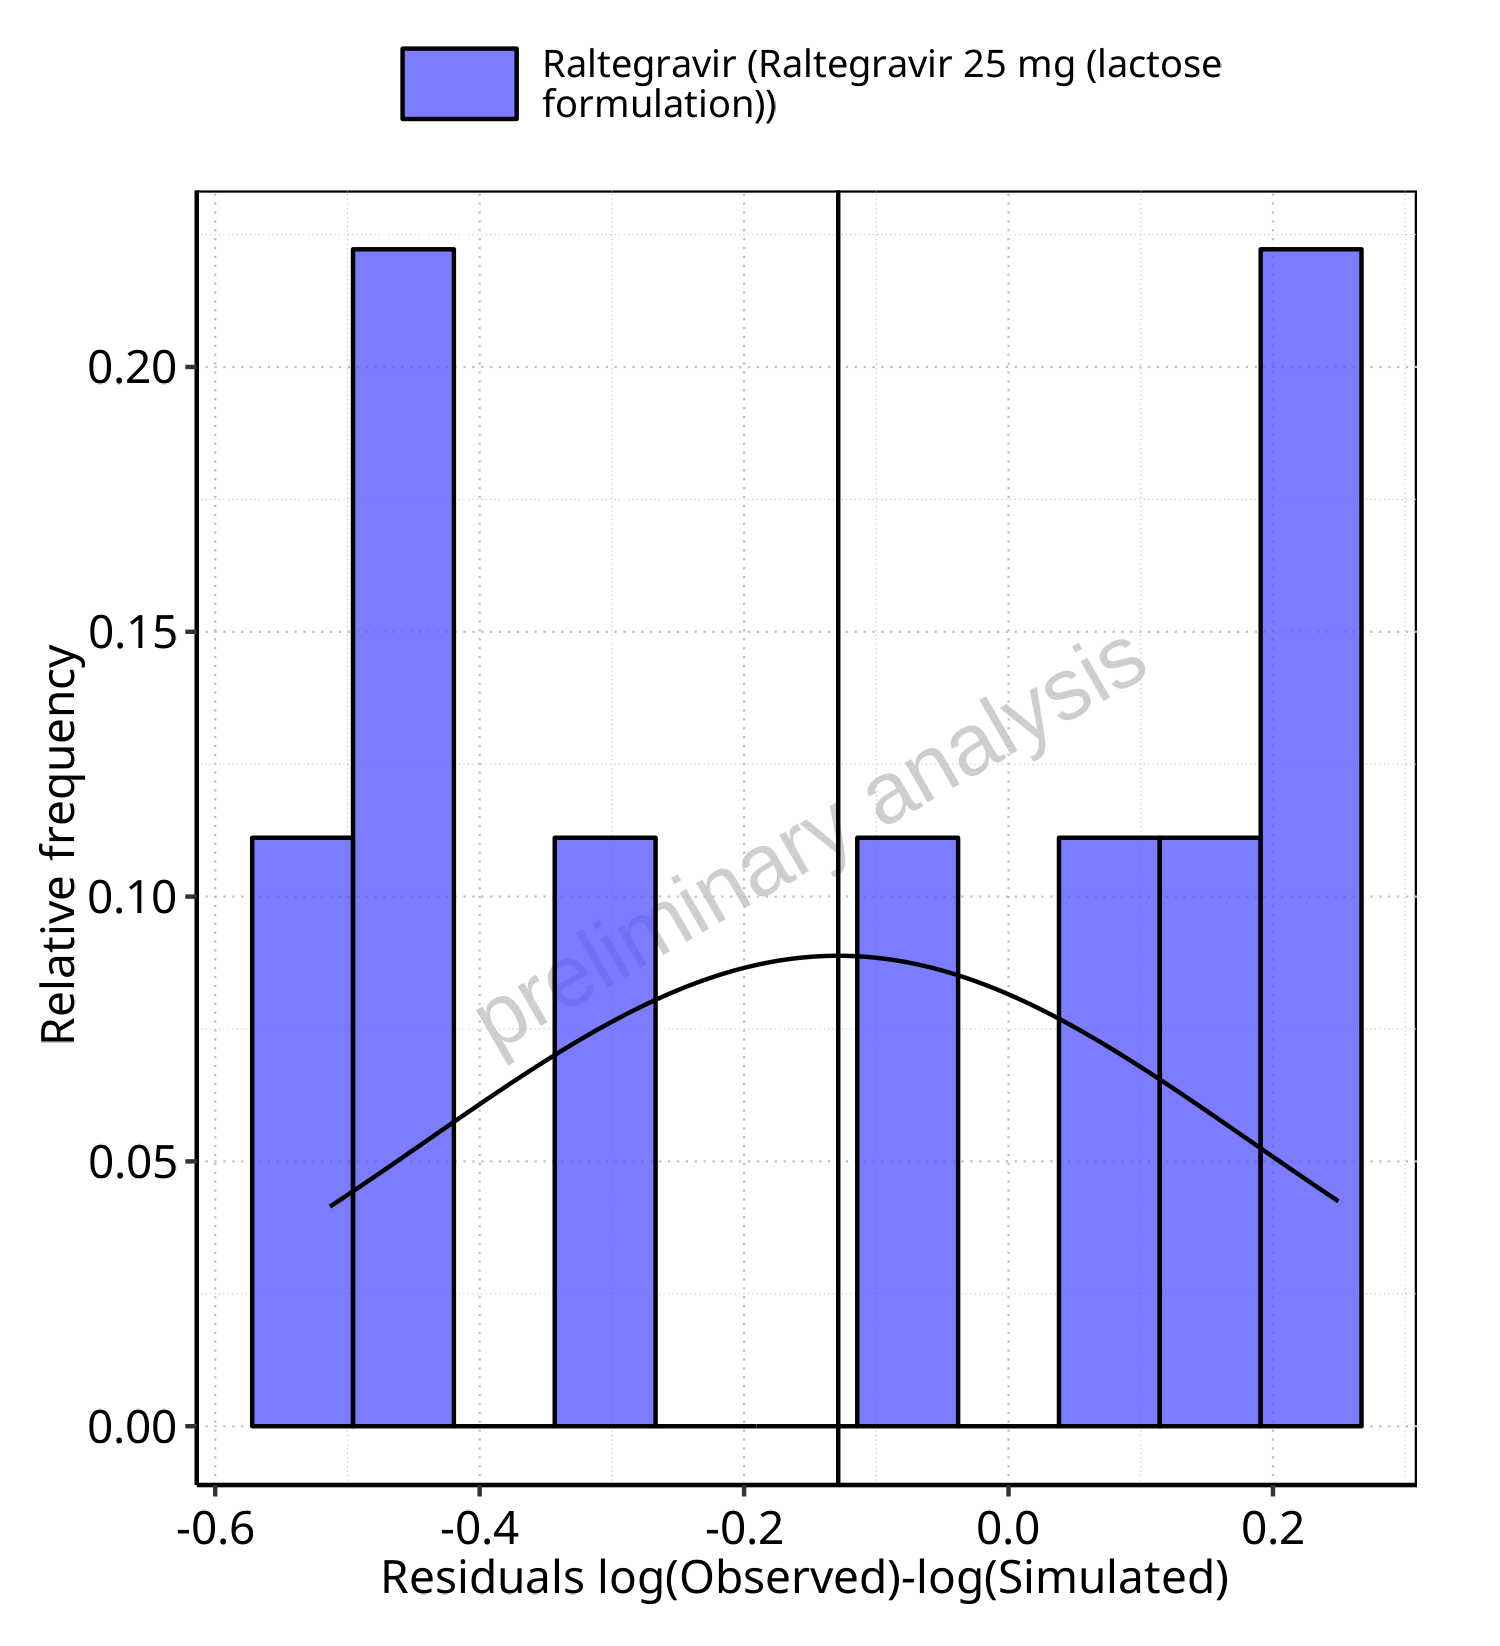 Raltegravir (Raltegravir 25 mg (lactose
formulation))
0.20
0.15
0.10
0.05
0.00
Relative frequency
preliminary analysis
-0.6 -0.4 -0.2 0.0 0.2
Residuals log(Observed)-log(Simulated)